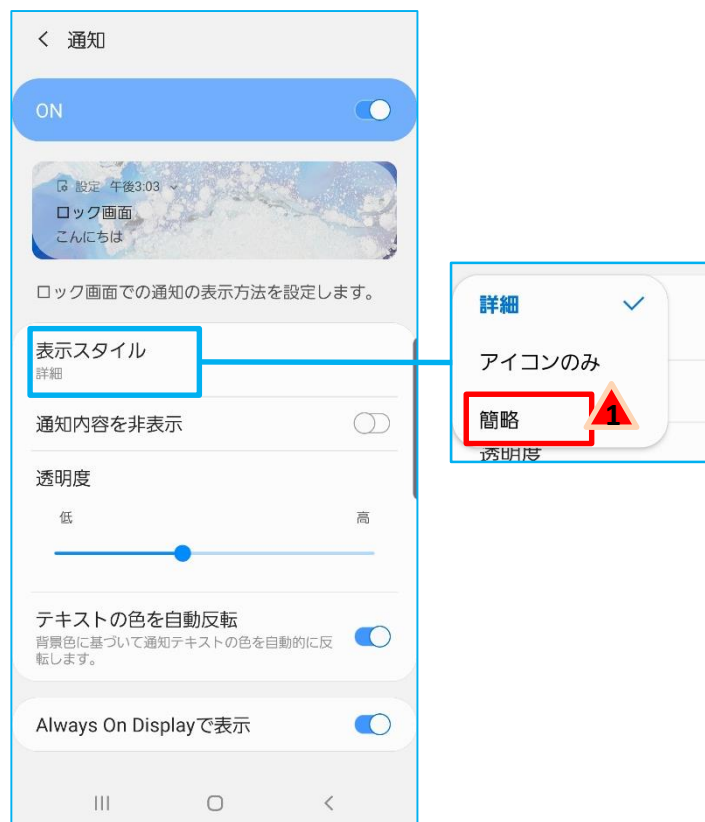 通知
ON
設定 午後3:03
ロック画面
こんにちは
ロック画面での通知の表示方法を設定します。
表示スタイル
詳細
通知内容を非表示
透明度
低 高
テキストの色を自動反転
背景色に基づいて通知テキストの色を自動的に反
転します。
Always On Displayで表示
詳細
アイコンのみ
簡略
1
透明度